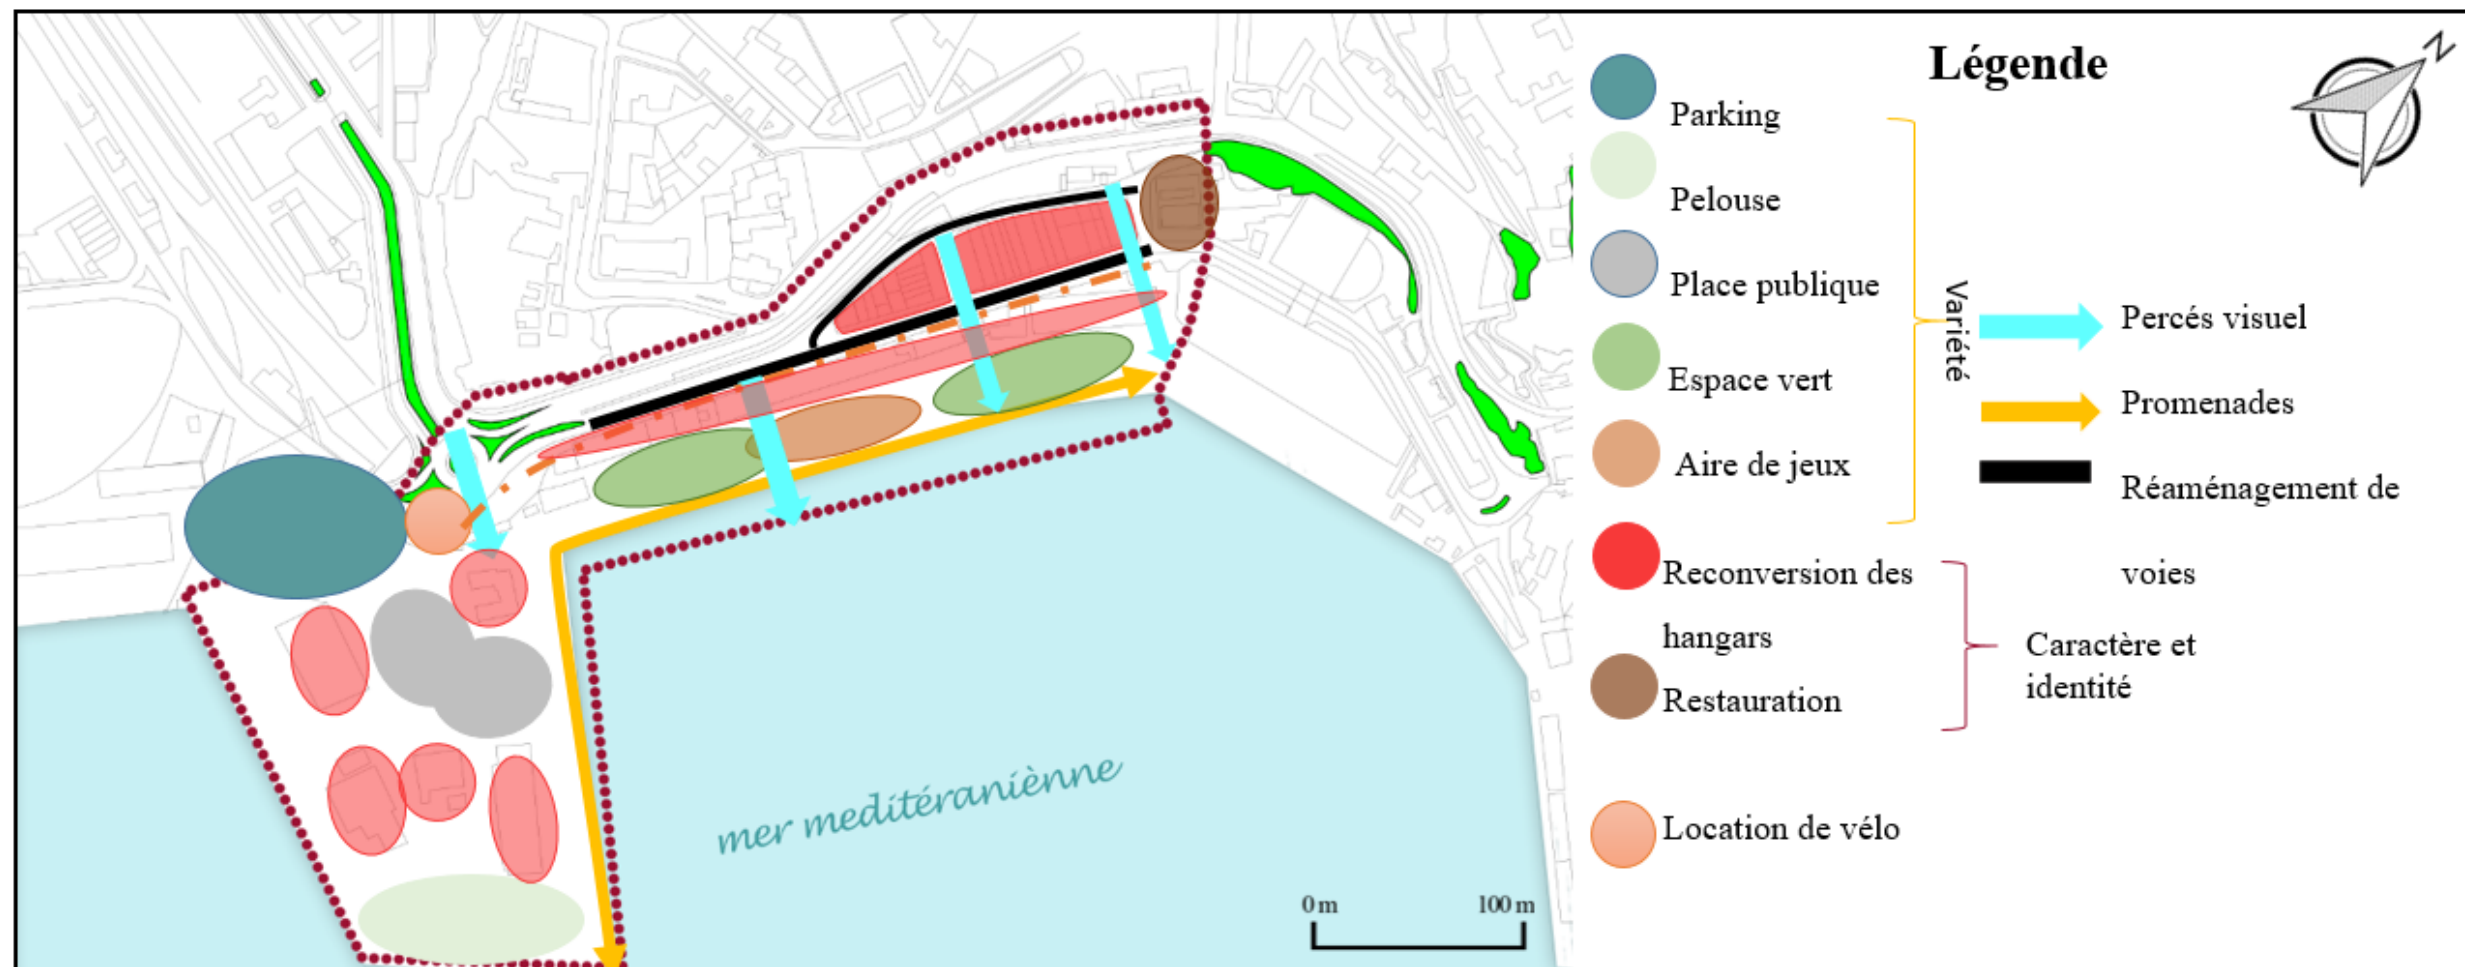 Légende
N
Parking
Pelouse
Place publique
Espace vert
Aire de jeux
Reconversion des
hangars
Restauration
Location de vélo
Variété
Percés visuel
Promenades
Réaménagement de
voies
Caractère et
identité
mer meditéraniènne
0 m
100 m